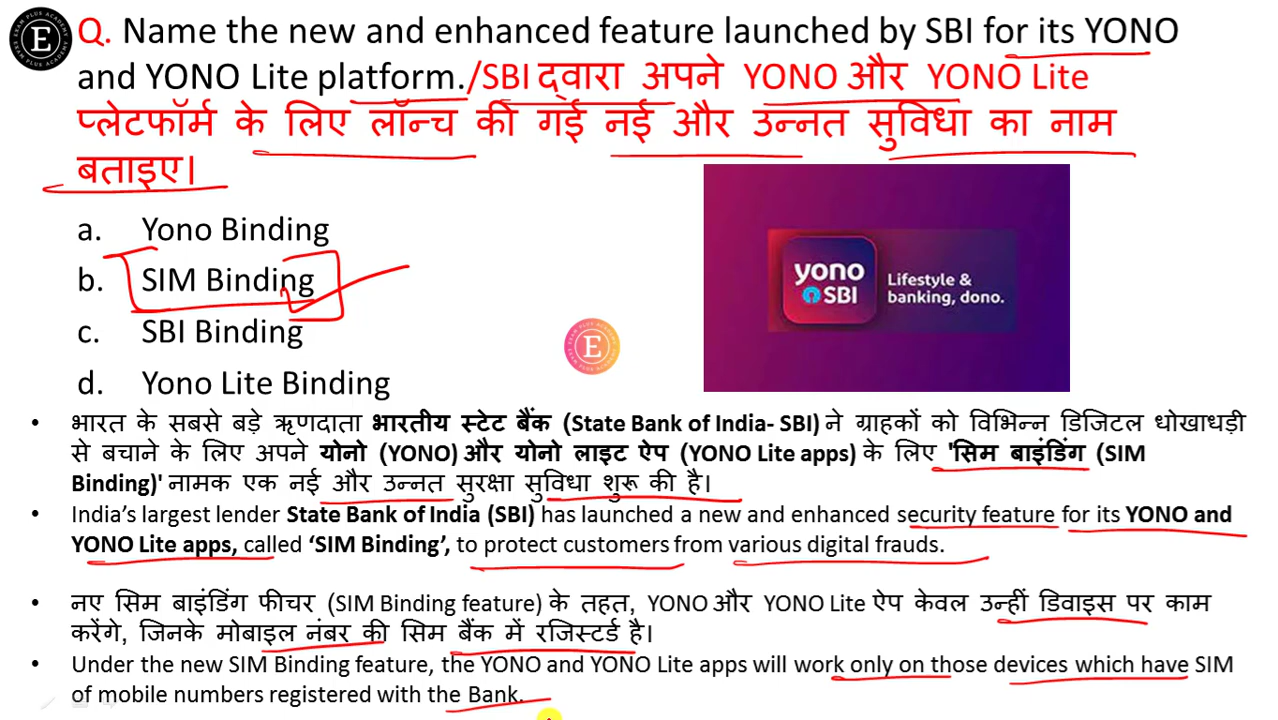 E
Q. Name the new and enhanced feature launched by SBI for its YONO
and YONO Lite platform./SBI द्वारा अपने YONO और YONO Lite
प्लेटफॉर्म के लिए लॉन्च की गई नई और उन्नत सुविधा का नाम
बताइए।
a. Yono Binding
b. SIM Binding
c. SBI Binding
d. Yono Lite Binding
yono
SBI
Lifestyle &
banking, dono.
E
• भारत के सबसे बड़े ऋणदाता भारतीय स्टेट बैंक (State Bank of India- SBI) ने ग्राहकों को विभिन्न डिजिटल धोखाधड़ी
से बचाने के लिए अपने योनो (YONO) और योनो लाइट ऐप (YONO Lite apps) के लिए 'सिम बाइंडिंग (SIM
Binding)' नामक एक नई और उन्नत सुरक्षा सुविधा शुरू की है।
• India's largest lender State Bank of India (SBI) has launched a new and enhanced security feature for its YONO and
YONO Lite apps, called ‘SIM Binding’, to protect customers from various digital frauds.
• नए सिम बाइंडिंग फीचर (SIM Binding feature) के तहत, YONO और YONO Lite ऐप केवल उन्हीं डिवाइस पर काम
करेंगे, जिनके मोबाइल नंबर की सिम बैंक में रजिस्टर्ड है।
• Under the new SIM Binding feature, the YONO and YONO Lite apps will work only on those devices which have SIM
of mobile numbers registered with the Bank.